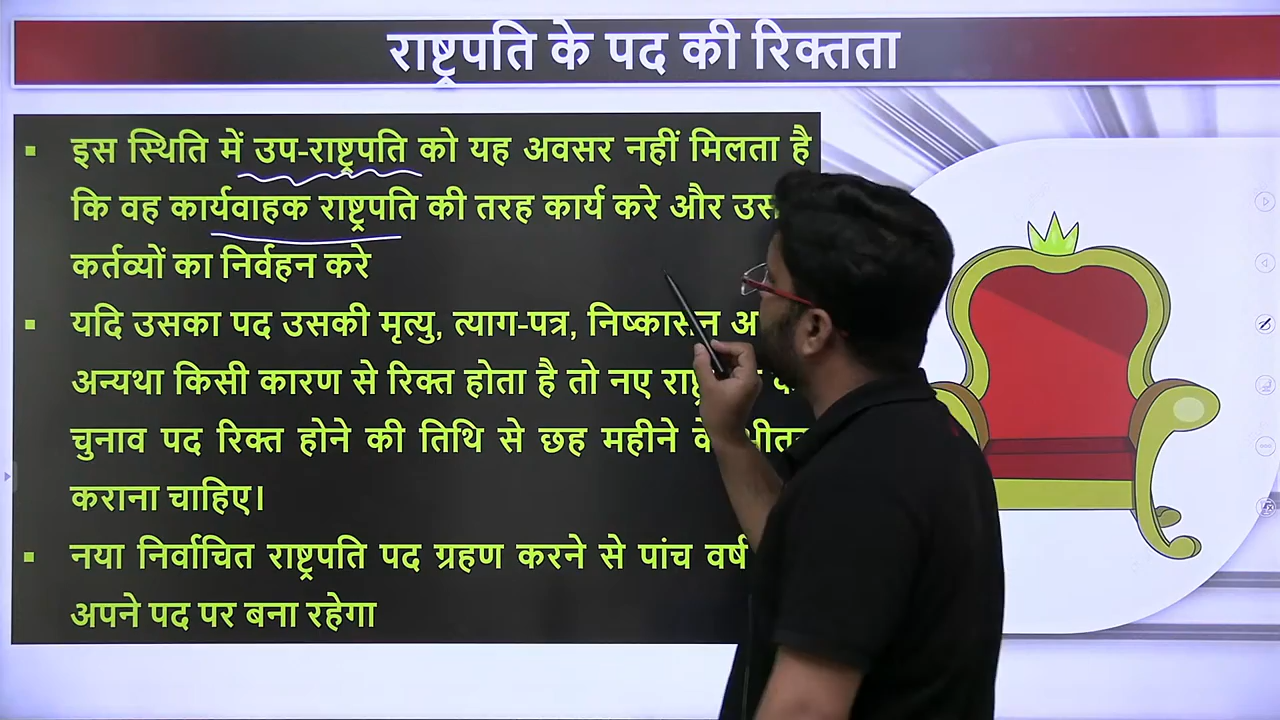 राष्ट्रपति के पद की रिक्तता
▪ इस स्थिति में उप-राष्ट्रपति को यह अवसर नहीं मिलता है
कि वह कार्यवाहक राष्ट्रपति की तरह कार्य करे और
कर्तव्यों का निर्वहन करे
▪ यदि उसका पद उसकी मृत्यु, त्याग-पत्र, निष्कासन
अन्यथा किसी कारण से रिक्त होता है तो नए
चुनाव पद रिक्त होने की तिथि से छह महीने
कराना चाहिए।
▪ नया निर्वाचित राष्ट्रपति पद ग्रहण करने से पांच वर्ष
अपने पद पर बना रहेगा